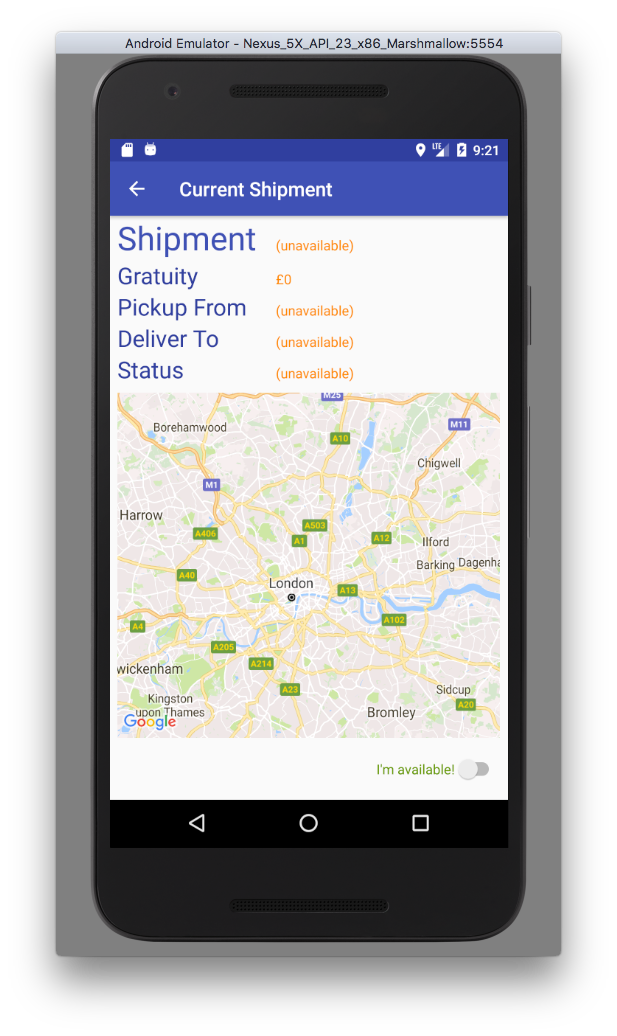 Android Emulator - Nexus_5X_API_23_x86_Marshmallow:5554
LTE 9:21
Current Shipment
Shipment (unavailable)
Gratuity £0
Pickup From (unavailable)
Deliver To (unavailable)
Status (unavailable)
M25
Borehamwood
M11
A10
Chigwell
M1
Harrow
A503
A406
A1
A12
Ilford
Barking
Dagenha
A40
London
A13
A102
A4
A205
A214
wickenham
A23
Sidcup
Kingston
upon Thames
A20
Bromley
Google
I'm available!